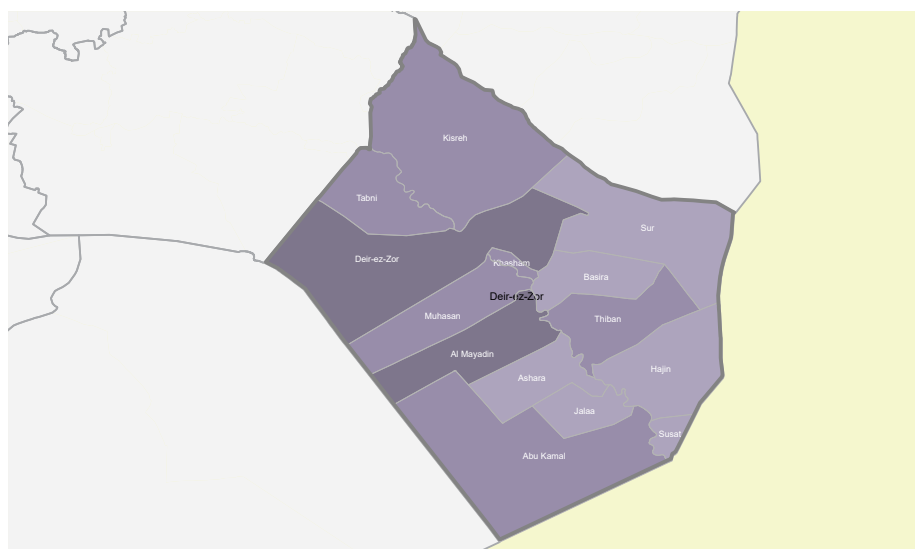 Kisreh
Tabni
Sur
Deir-ez-Zor
Khasham
Basira
Deir-ez-Zor
Muhasan
Thiban
Al Mayadin
Hajin
Ashara
Jalaa
Susat
Abu Kamal